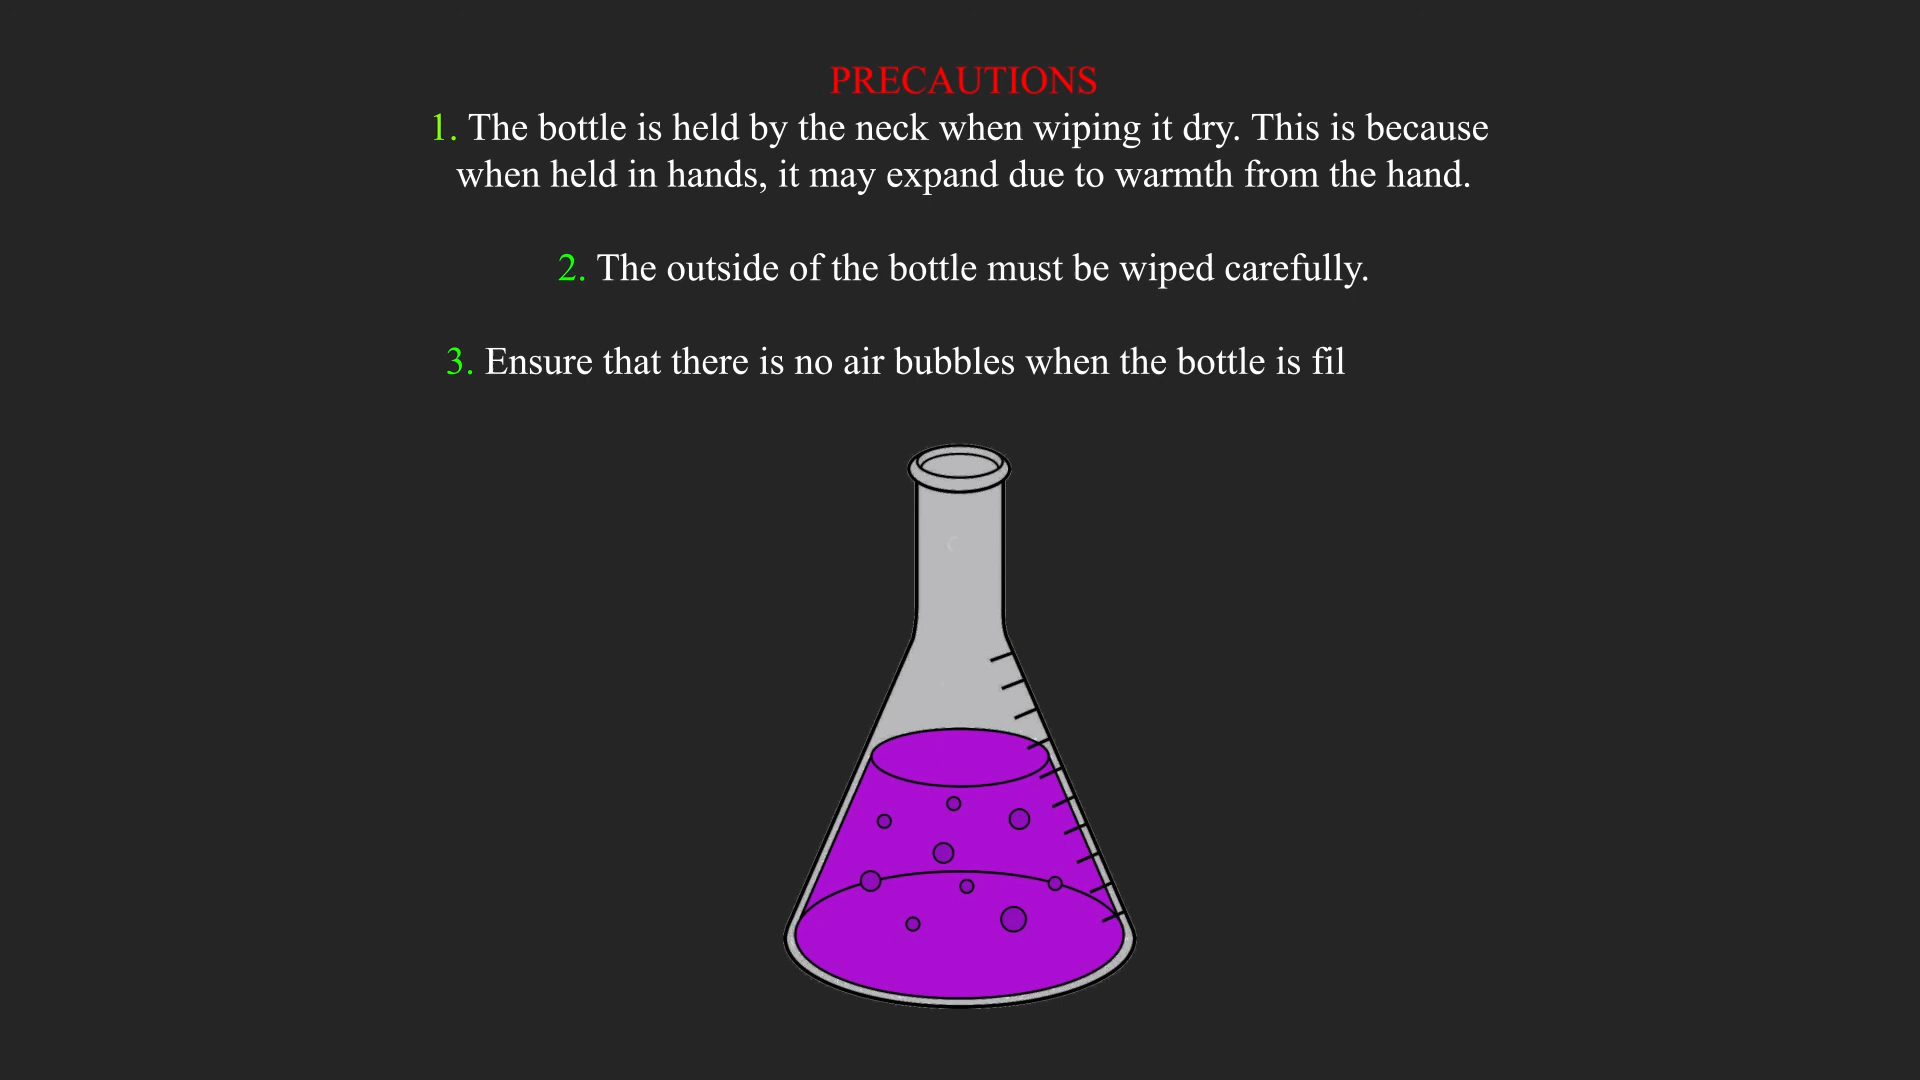 PRECAUTIONS
1. The bottle is held by the neck when wiping it dry. This is because
when held in hands, it may expand due to warmth from the hand.
2. The outside of the bottle must be wiped carefully.
3. Ensure that there is no air bubbles when the bottle is fil